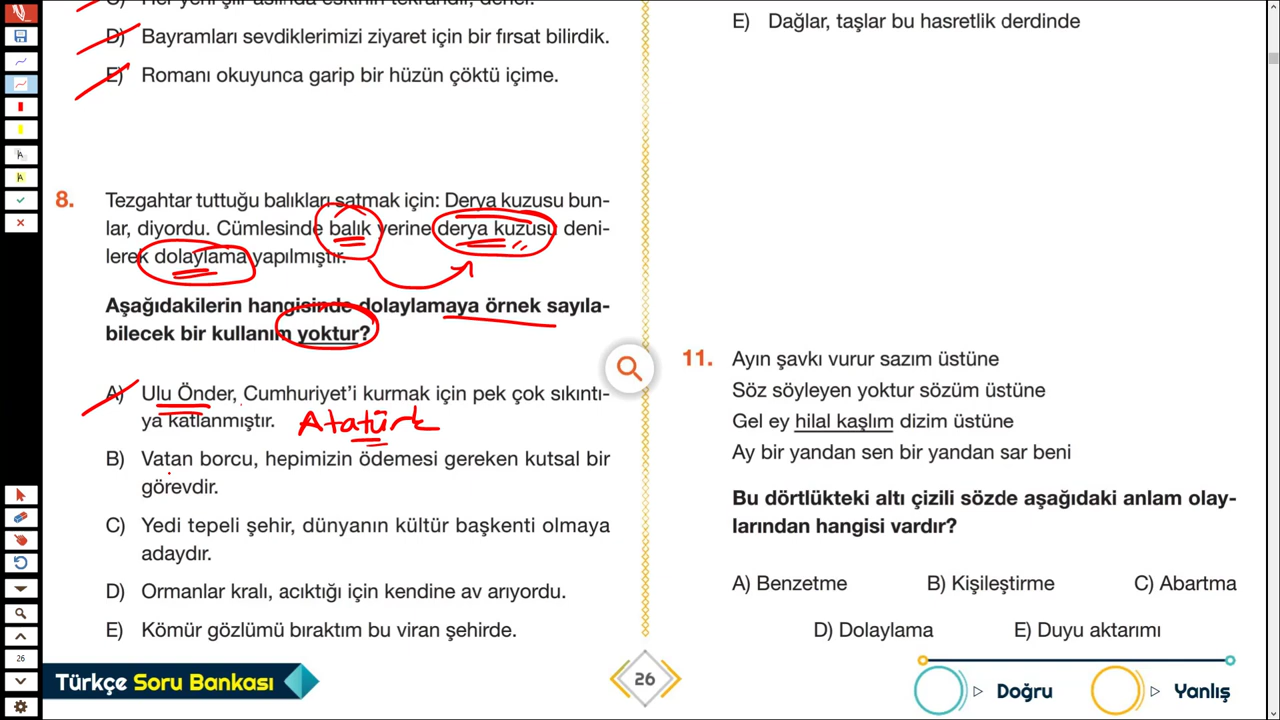 D) Bayramları sevdiklerimizi ziyaret için bir fırsat bilirdik.
E) Romanı okuyunca garip bir hüzün çöktü içime.
8. Tezgahtar tuttuğu balıkları satmak için: Derya kuzusu bun-
lar, diyordu. Cümlesinde balık yerine derya kuzusu deni-
lerek dolaylama yapılmıştır.
Aşağıdakilerin hangisinde dolaylamaya örnek sayıla-
bilecek bir kullanım yoktur?
A) Ulu Önder, Cumhuriyet'i kurmak için pek çok sıkıntı-
ya katlanmıştır. Atatürk
B) Vatan borcu, hepimizin ödemesi gereken kutsal bir
görevdir.
C) Yedi tepeli şehir, dünyanın kültür başkenti olmaya
adaydır.
D) Ormanlar kralı, acıktığı için kendine av arıyordu.
E) Kömür gözlümü bıraktım bu viran şehirde.
E) Dağlar, taşlar bu hasretlik derdinde
11. Ayın şavkı vurur sazım üstüne
Söz söyleyen yoktur sözüm üstüne
Gel ey hilal kaşlım dizim üstüne
Ay bir yandan sen bir yandan sar beni
Bu dörtlükteki altı çizili sözde aşağıdaki anlam olay-
larından hangisi vardır?
A) Benzetme B) Kişileştirme C) Abartma
D) Dolaylama E) Duyu aktarımı
Türkçe Soru Bankası
26
Doğru Yanlış
A
A
26